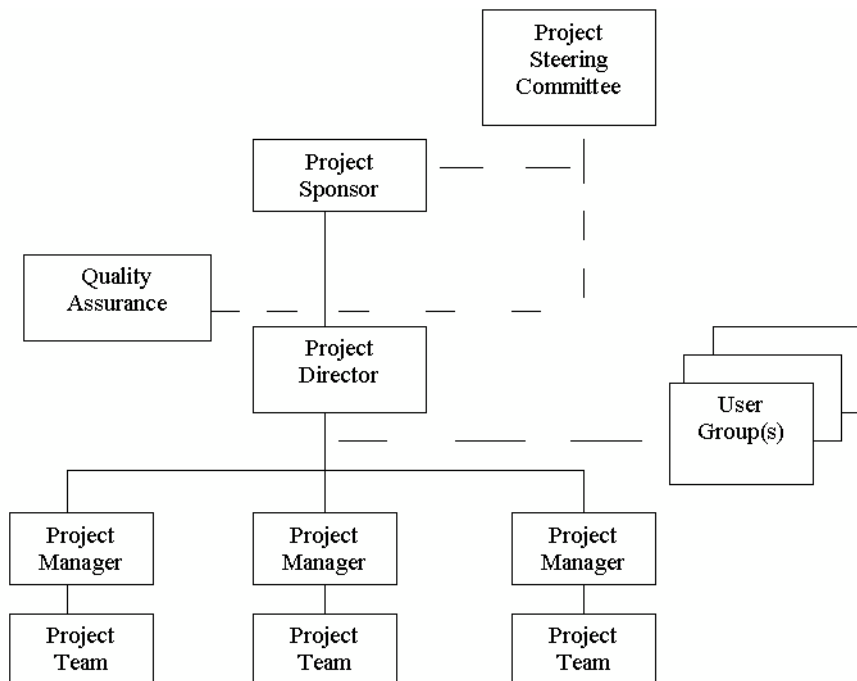 Project
Steering
Committee
Project
Sponsor
Quality
Assurance
Project
Director
User
Group(s)
Project
Manager
Project
Manager
Project
Manager
Project
Team
Project
Team
Project
Team